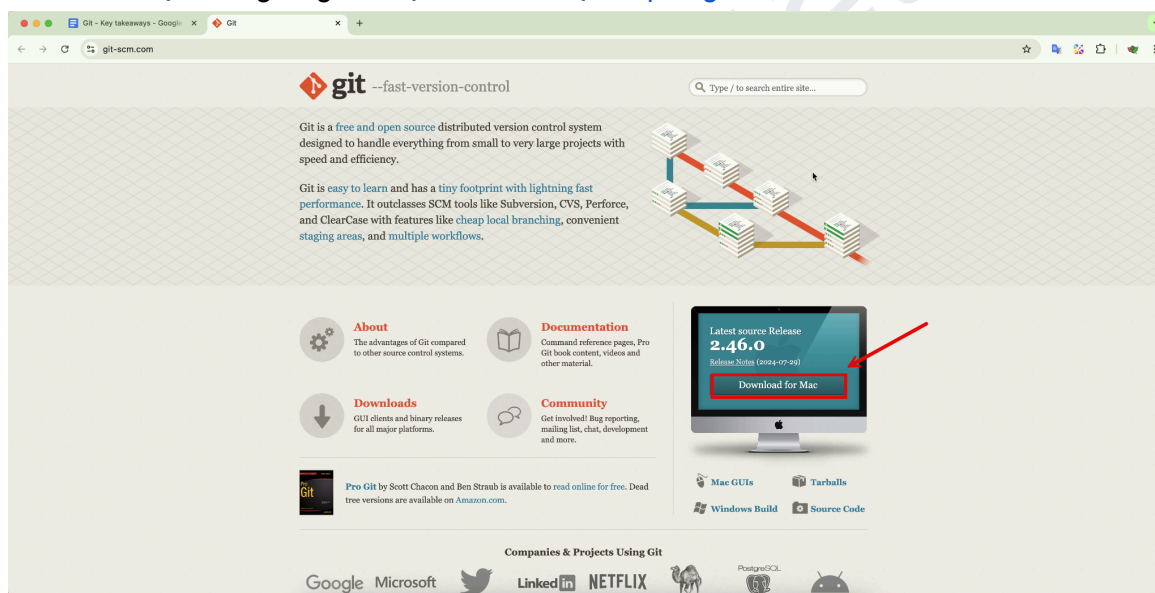 Git - Key takeaways - Google
Git
git-scm.com
git --fast-version-control
Type / to search entire site...
Git is a free and open source distributed version control system
designed to handle everything from small to very large projects with
speed and efficiency.
Git is easy to learn and has a tiny footprint with lightning fast
performance. It outclasses SCM tools like Subversion, CVS, Perforce,
and ClearCase with features like cheap local branching, convenient
staging areas, and multiple workflows.
About
The advantages of Git compared
to other source control systems.
Documentation
Command reference pages, Pro
Git book content, videos and
other material.
Downloads
GUI clients and binary releases
for all major platforms.
Community
Get involved! Bug reporting,
mailing list, chat, development
and more.
Latest source Release
2.46.0
Release Notes (2024-07-29)
Download for Mac
Pro
Git
Pro Git by Scott Chacon and Ben Straub is available to read online for free. Dead
tree versions are available on Amazon.com.
Mac GUIs
Tarballs
Windows Build
Source Code
Companies & Projects Using Git
Google Microsoft LinkedIn NETFLIX PostgreSQL